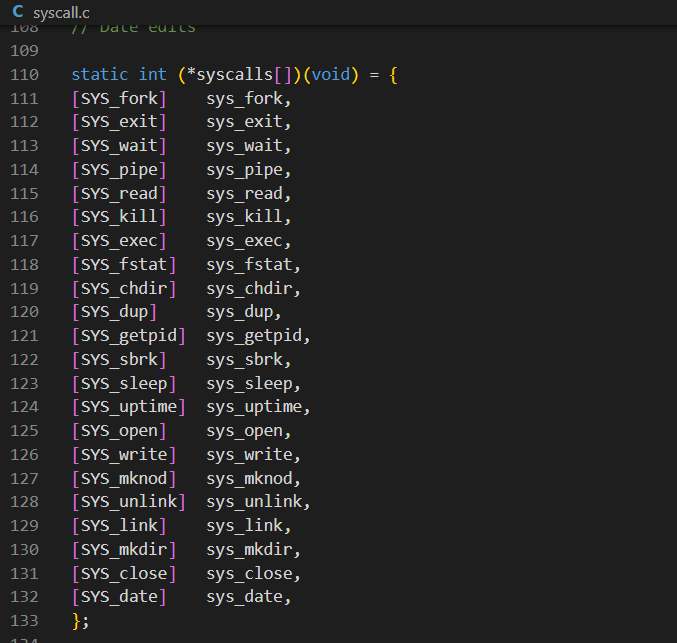 C syscall.c
108 // Date edits
109
110 static int (*syscalls[])(void) = {
111 [SYS_fork]    sys_fork,
112 [SYS_exit]    sys_exit,
113 [SYS_wait]    sys_wait,
114 [SYS_pipe]    sys_pipe,
115 [SYS_read]    sys_read,
116 [SYS_kill]    sys_kill,
117 [SYS_exec]    sys_exec,
118 [SYS_fstat]   sys_fstat,
119 [SYS_chdir]   sys_chdir,
120 [SYS_dup]     sys_dup,
121 [SYS_getpid]  sys_getpid,
122 [SYS_sbrk]    sys_sbrk,
123 [SYS_sleep]   sys_sleep,
124 [SYS_uptime]  sys_uptime,
125 [SYS_open]    sys_open,
126 [SYS_write]   sys_write,
127 [SYS_mknod]   sys_mknod,
128 [SYS_unlink]  sys_unlink,
129 [SYS_link]    sys_link,
130 [SYS_mkdir]   sys_mkdir,
131 [SYS_close]   sys_close,
132 [SYS_date]    sys_date,
133 };
134